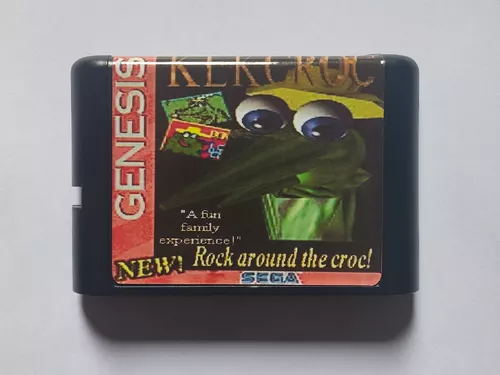 KEKCROC
GENESIS
"A fun
family
experience!"
NEW!
Rock around the croc!
SEGA